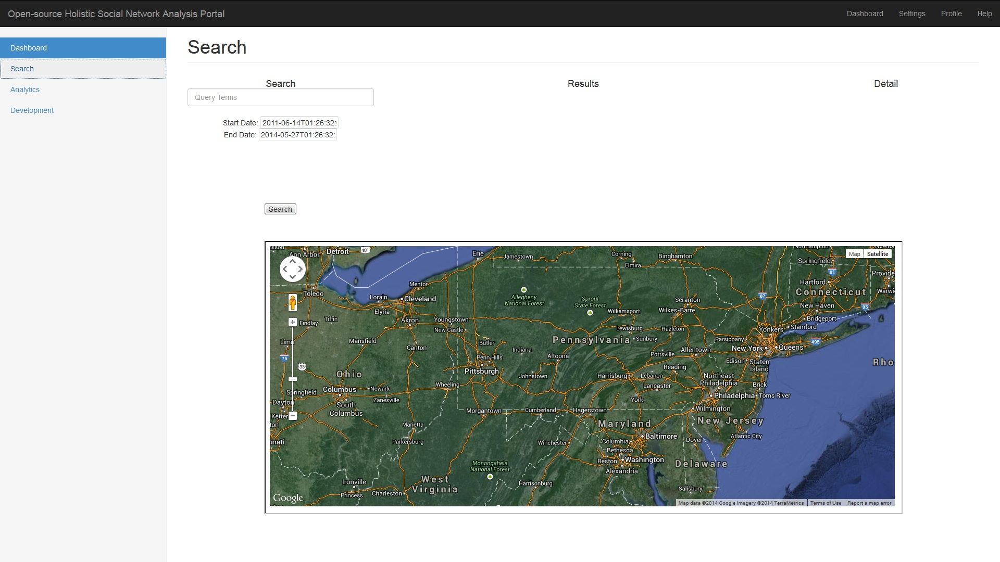 Open-source Holistic Social Network Analysis Portal
Dashboard Settings Profile Help
Dashboard
Search
Analytics
Development
Search
Search Results Detail
Query Terms
Start Date: 2011-06-14T01:26:32:
End Date: 2014-05-27T01:26:32:
Search
Map Satellite
Ann Arbor
Detroit
401
Erie
Jamestown
Corning
Elmira
Binghamton
Springfield
91
Provide
Hartford
Warwi
Connecticut
Toledo
Mentor
Lorain
Cleveland
Elyria
Allegheny
National Forest
Sproul
State Forest
Scranton
87
95
New Haven
Williamsport
Wilkes-Barre
Bridgeport
Findlay
Tiffin
Akron
Youngstown
New Castle
Lewisburg
Hazleton
Yonkers
Stamford
Lima
Mansfield
Canton
Butler
Indiana
Pennsylvania
Sunbury
Parsippany
495
New York
Queens
75
33
Penn Hills
Altoona
Pottsville
Allentown
Edison
Staten
Island
Rho
Ohio
Pittsburgh
Johnstown
Harrisburg
Lebanon
Reading
Northeast
Philadelphia
Springfield
Columbus
Newark
Wheeling
Lancaster
Brick
Zanesville
Philadelphia
Toms River
Dayton
South
Columbus
York
Ketter
ton
Morgantown
Cumberland
Hagerstown
Wilmington
Marietta
Maryland
New Jersey
nnati
Parkersburg
Winchester
Columbia
Baltimore
Dover
Atlantic City
Bethesda
Reston
Washington
Alexandria
Delaware
Monongahela
National Forest
Ironville
West
Virginia
Harrisonburg
Salisbury
Princess
Charleston
Google
Map data ©2014 Google Imagery ©2014 TerraMetrics Terms of Use Report a map error